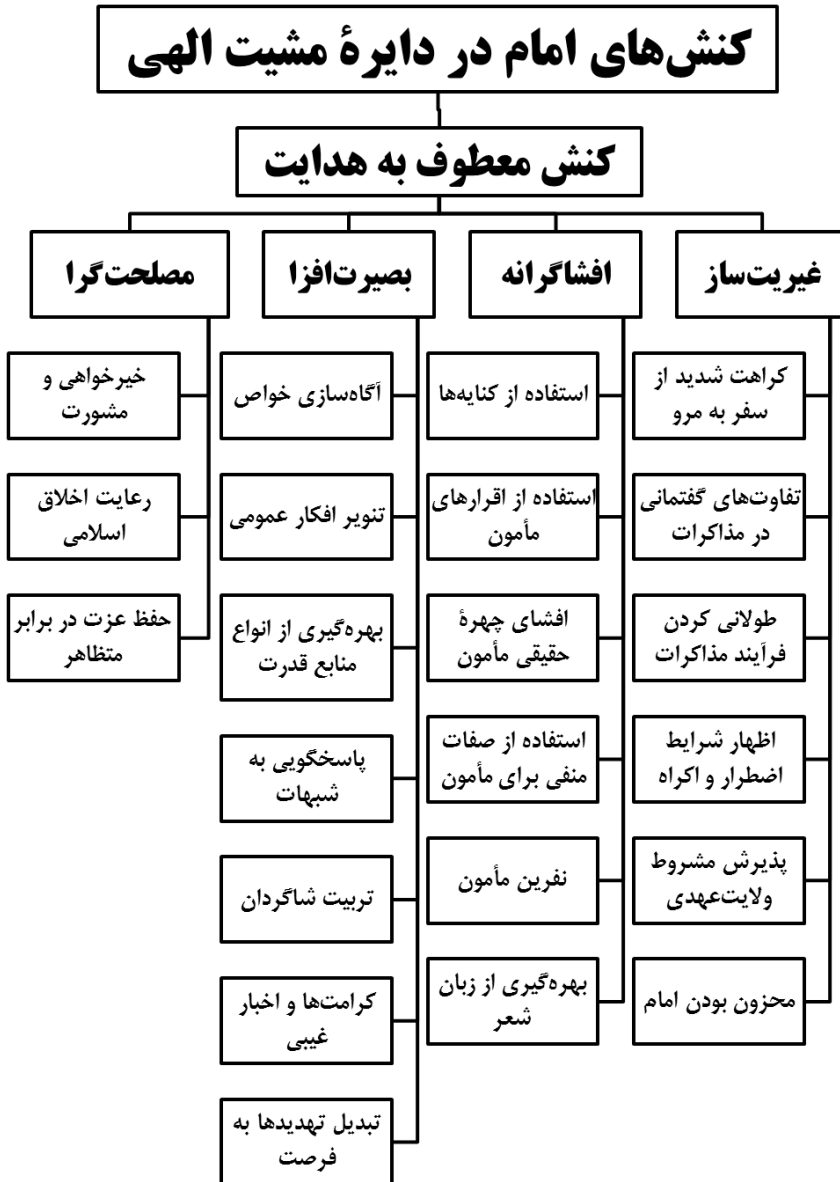 کنش‌های امام در دایرهٔ مشیت الهی
کنش معطوف به هدایت
غیریت‌ساز
کراهت شدید از
سفر به مرو
تفاوت‌های گفتمانی
در مذاکرات
طولانی کردن
فرآیند مذاکرات
اظهار شرایط
اضطرار و اکراه
پذیرش مشروط
ولایت‌عهدی
محزون بودن امام
افشاگرانه
استفاده از کنایه‌ها
استفاده از اقرارهای
مأمون
افشای چهرهٔ
حقیقی مأمون
استفاده از صفات
منفی برای مأمون
نفرین مأمون
بهره‌گیری از زبان
شعر
بصیرت‌افزا
آگاه‌سازی خواص
تنویر افکار عمومی
بهره‌گیری از انواع
منابع قدرت
پاسخگویی به
شبهات
تربیت شاگردان
کرامت‌ها و اخبار
غیبی
تبدیل تهدیدها به
فرصت
مصلحت‌گرا
خیرخواهی و
مشورت
رعایت اخلاق
اسلامی
حفظ عزت در برابر
متظاهر